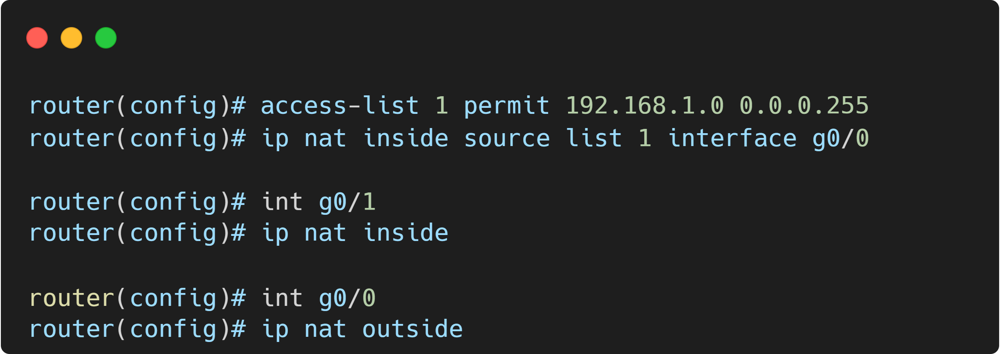 router(config)# access-list 1 permit 192.168.1.0 0.0.0.255
router(config)# ip nat inside source list 1 interface g0/0
router(config)# int g0/1
router(config)# ip nat inside
router(config)# int g0/0
router(config)# ip nat outside